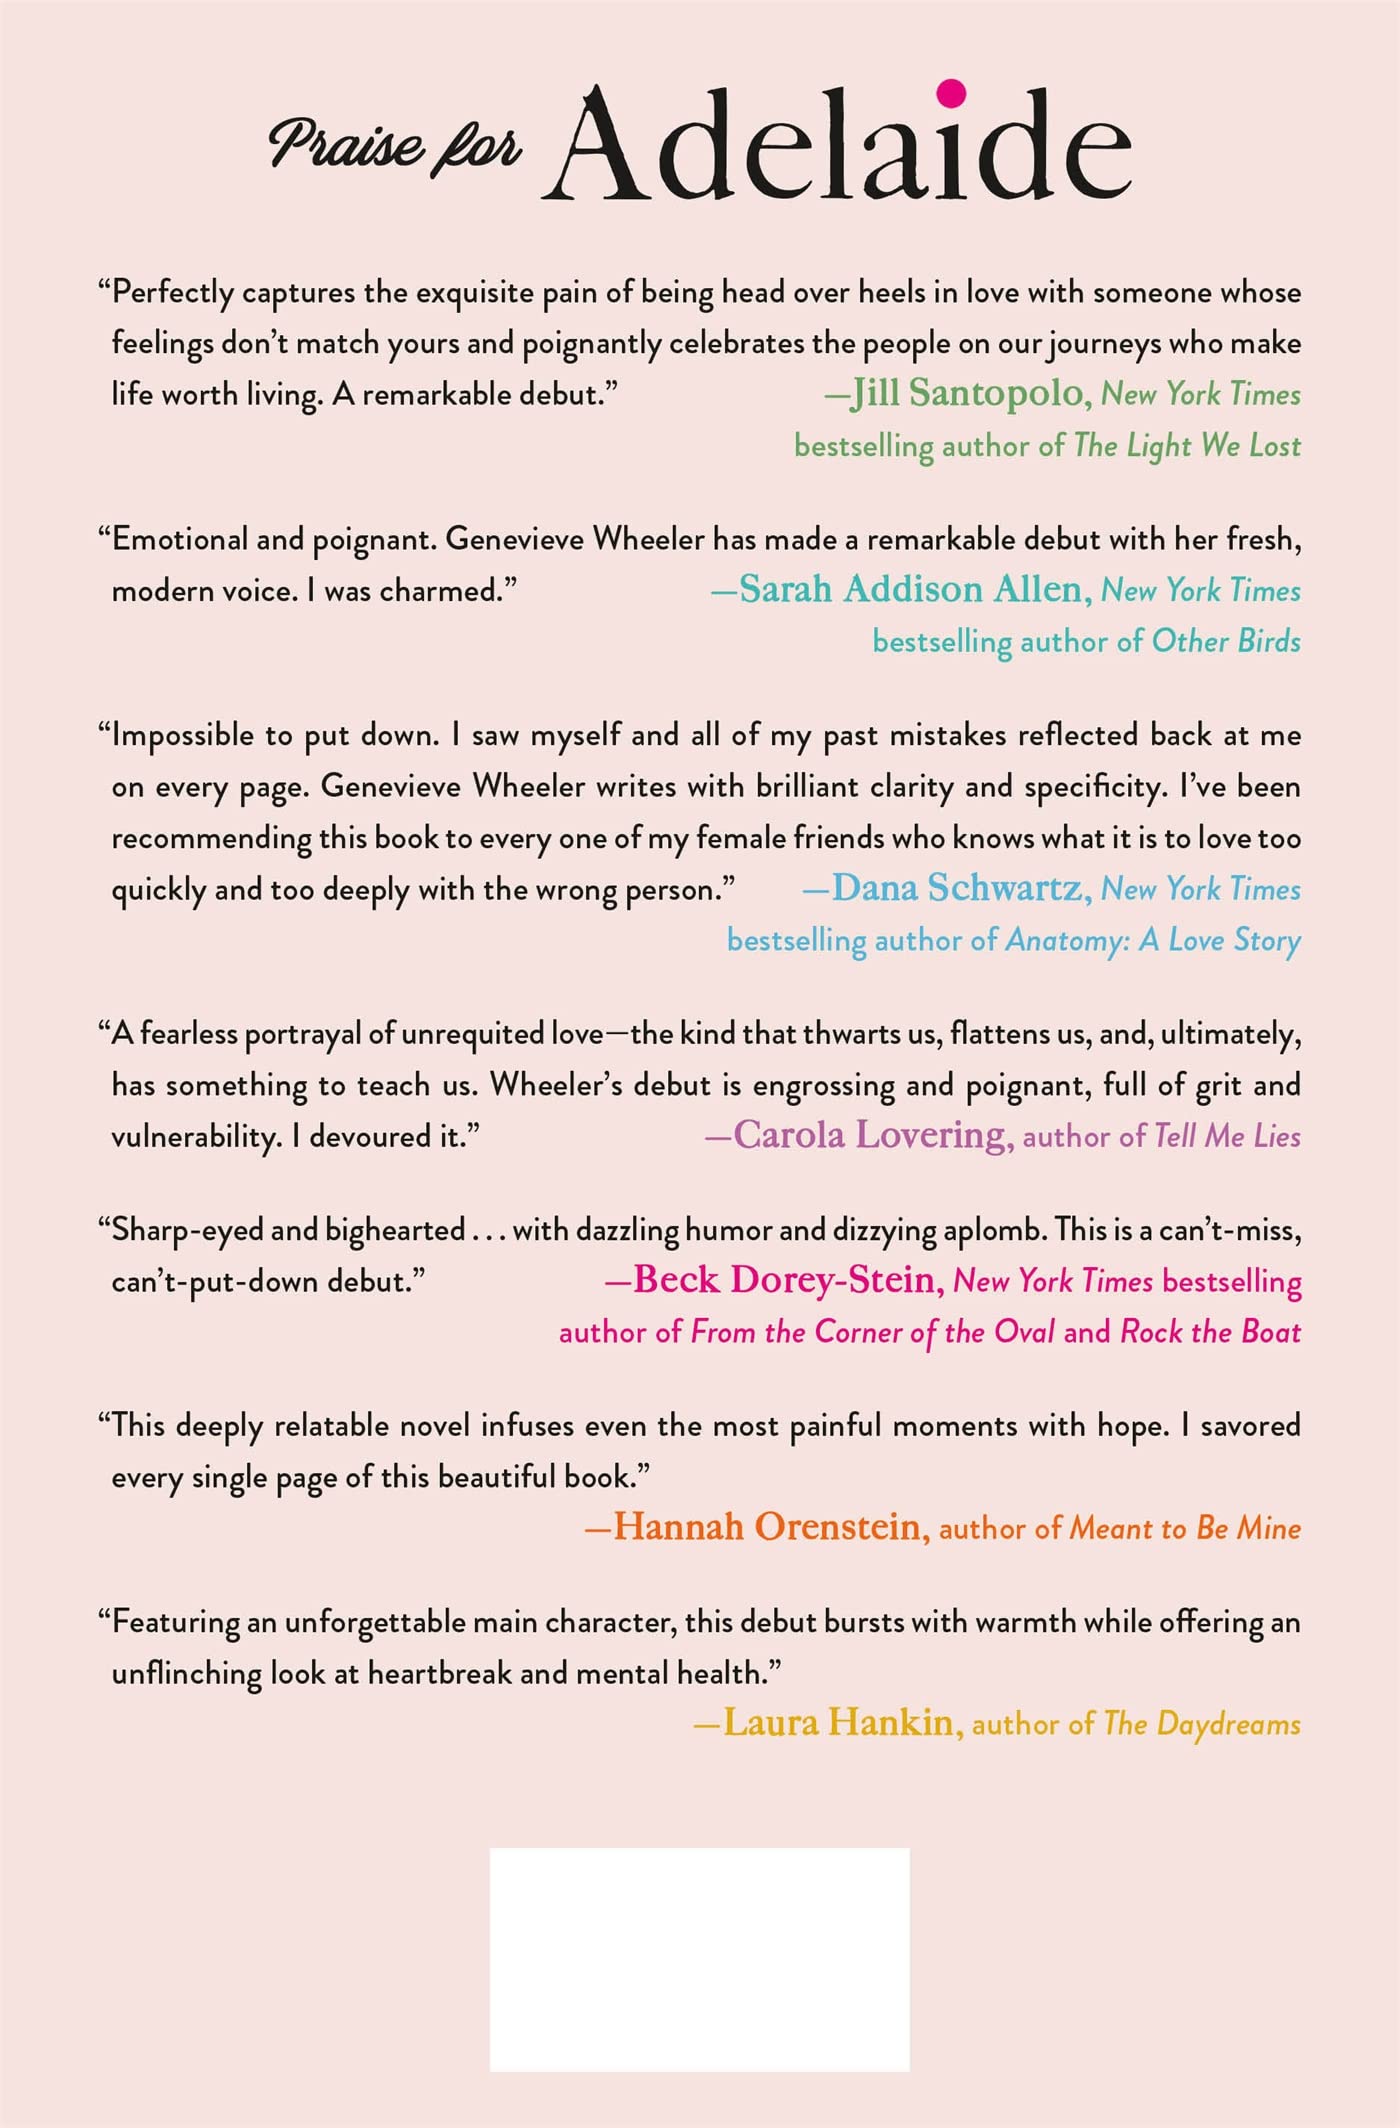 Praise for Adelaide
“Perfectly captures the exquisite pain of being head over heels in love with someone whose
feelings don’t match yours and poignantly celebrates the people on our journeys who make
life worth living. A remarkable debut.” —Jill Santopolo, New York Times
bestselling author of The Light We Lost
“Emotional and poignant. Genevieve Wheeler has made a remarkable debut with her fresh,
modern voice. I was charmed.” —Sarah Addison Allen, New York Times
bestselling author of Other Birds
“Impossible to put down. I saw myself and all of my past mistakes reflected back at me
on every page. Genevieve Wheeler writes with brilliant clarity and specificity. I’ve been
recommending this book to every one of my female friends who knows what it is to love too
quickly and too deeply with the wrong person.” —Dana Schwartz, New York Times
bestselling author of Anatomy: A Love Story
“A fearless portrayal of unrequited love—the kind that thwarts us, flattens us, and, ultimately,
has something to teach us. Wheeler’s debut is engrossing and poignant, full of grit and
vulnerability. I devoured it.” —Carola Lovering, author of Tell Me Lies
“Sharp-eyed and bighearted . . . with dazzling humor and dizzying aplomb. This is a can’t-miss,
can’t-put-down debut.” —Beck Dorey-Stein, New York Times bestselling
author of From the Corner of the Oval and Rock the Boat
“This deeply relatable novel infuses even the most painful moments with hope. I savored
every single page of this beautiful book.”
—Hannah Orenstein, author of Meant to Be Mine
“Featuring an unforgettable main character, this debut bursts with warmth while offering an
unflinching look at heartbreak and mental health.”
—Laura Hankin, author of The Daydreams